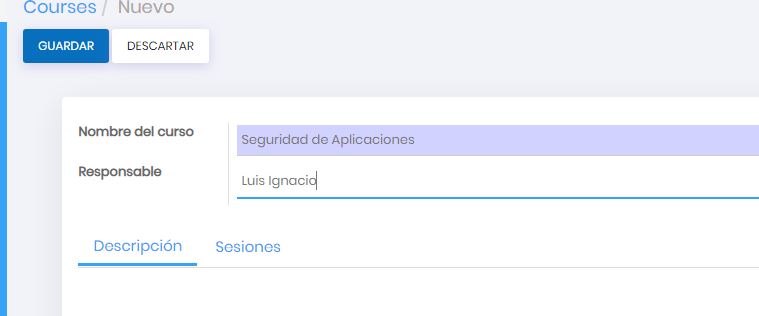 Courses / Nuevo
GUARDAR DESCARTAR
Nombre del curso Seguridad de Aplicaciones
Responsable Luis Ignacio
Descripción Sesiones